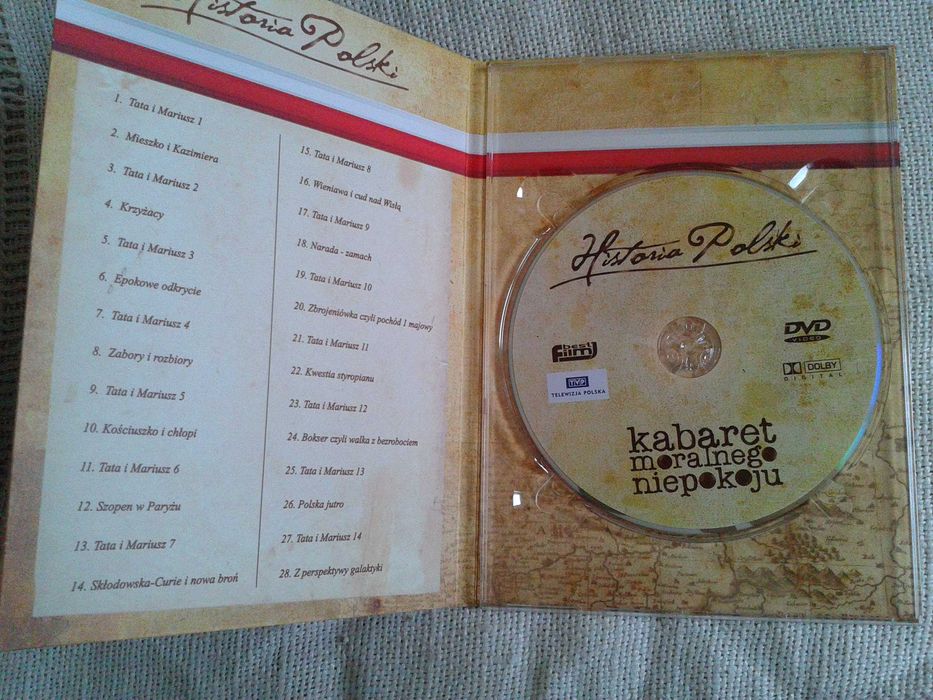 Historia Polski
1. Tata i Mariusz 1
2. Mieszko i Kazimiera
3. Tata i Mariusz 2
4. Krzyżacy
5. Tata i Mariusz 3
6. Epokowe odkrycie
7. Tata i Mariusz 4
8. Zabory i rozbiory
9. Tata i Mariusz 5
10. Kościuszko i chłopi
11. Tata i Mariusz 6
12. Szopen w Paryżu
13. Tata i Mariusz 7
14. Skłodowska-Curie i nowa broń
15. Tata i Mariusz 8
16. Wieniawa i cud nad Wisłą
17. Tata i Mariusz 9
18. Narada - zamach
19. Tata i Mariusz 10
20. Zbrojeniówka czyli pochód 1 majowy
21. Tata i Mariusz 11
22. Kwestia styropianu
23. Tata i Mariusz 12
24. Bokser czyli walka z bezrobociem
25. Tata i Mariusz 13
26. Polska jutro
27. Tata i Mariusz 14
28. Z perspektywy galaktyki
Historia Polski
best
film
TVP
TELEWIZJA POLSKA
DVD
VIDEO
DOLBY
DIGITAL
kabaret
moralnego
niepokoju